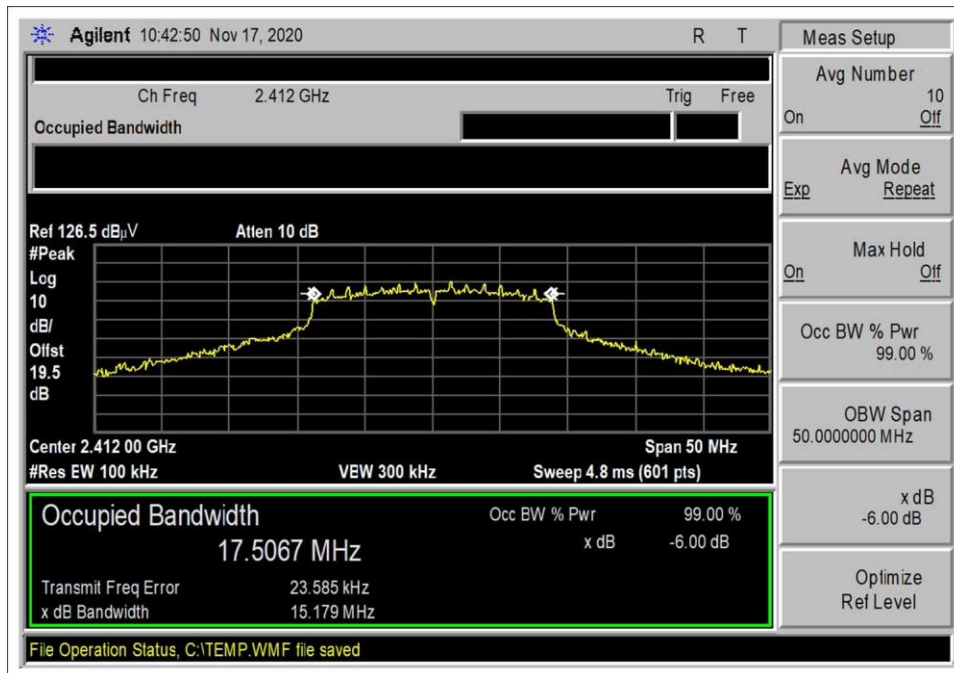 Agilent 10:42:50 Nov 17, 2020 R T
Ch Freq 2.412 GHz Trig Free
Occupied Bandwidth
Ref 126.5 dBµV Atten 10 dB
#Peak
Log
10
dB/
Offst
19.5
dB
Center 2.412 00 GHz Span 50 MHz
#Res EW 100 kHz VEW 300 kHz Sweep 4.8 ms (601 pts)
Occupied Bandwidth Occ BW % Pwr 99.00 %
17.5067 MHz x dB -6.00 dB
Transmit Freq Error 23.585 kHz
x dB Bandwidth 15.179 MHz
File Operation Status, C:\TEMP.WMF file saved
Meas Setup
Avg Number
10
On Off
Avg Mode
Exp Repeat
Max Hold
On Off
Occ BW % Pwr
99.00 %
OBW Span
50.0000000 MHz
x dB
-6.00 dB
Optimize
Ref Level